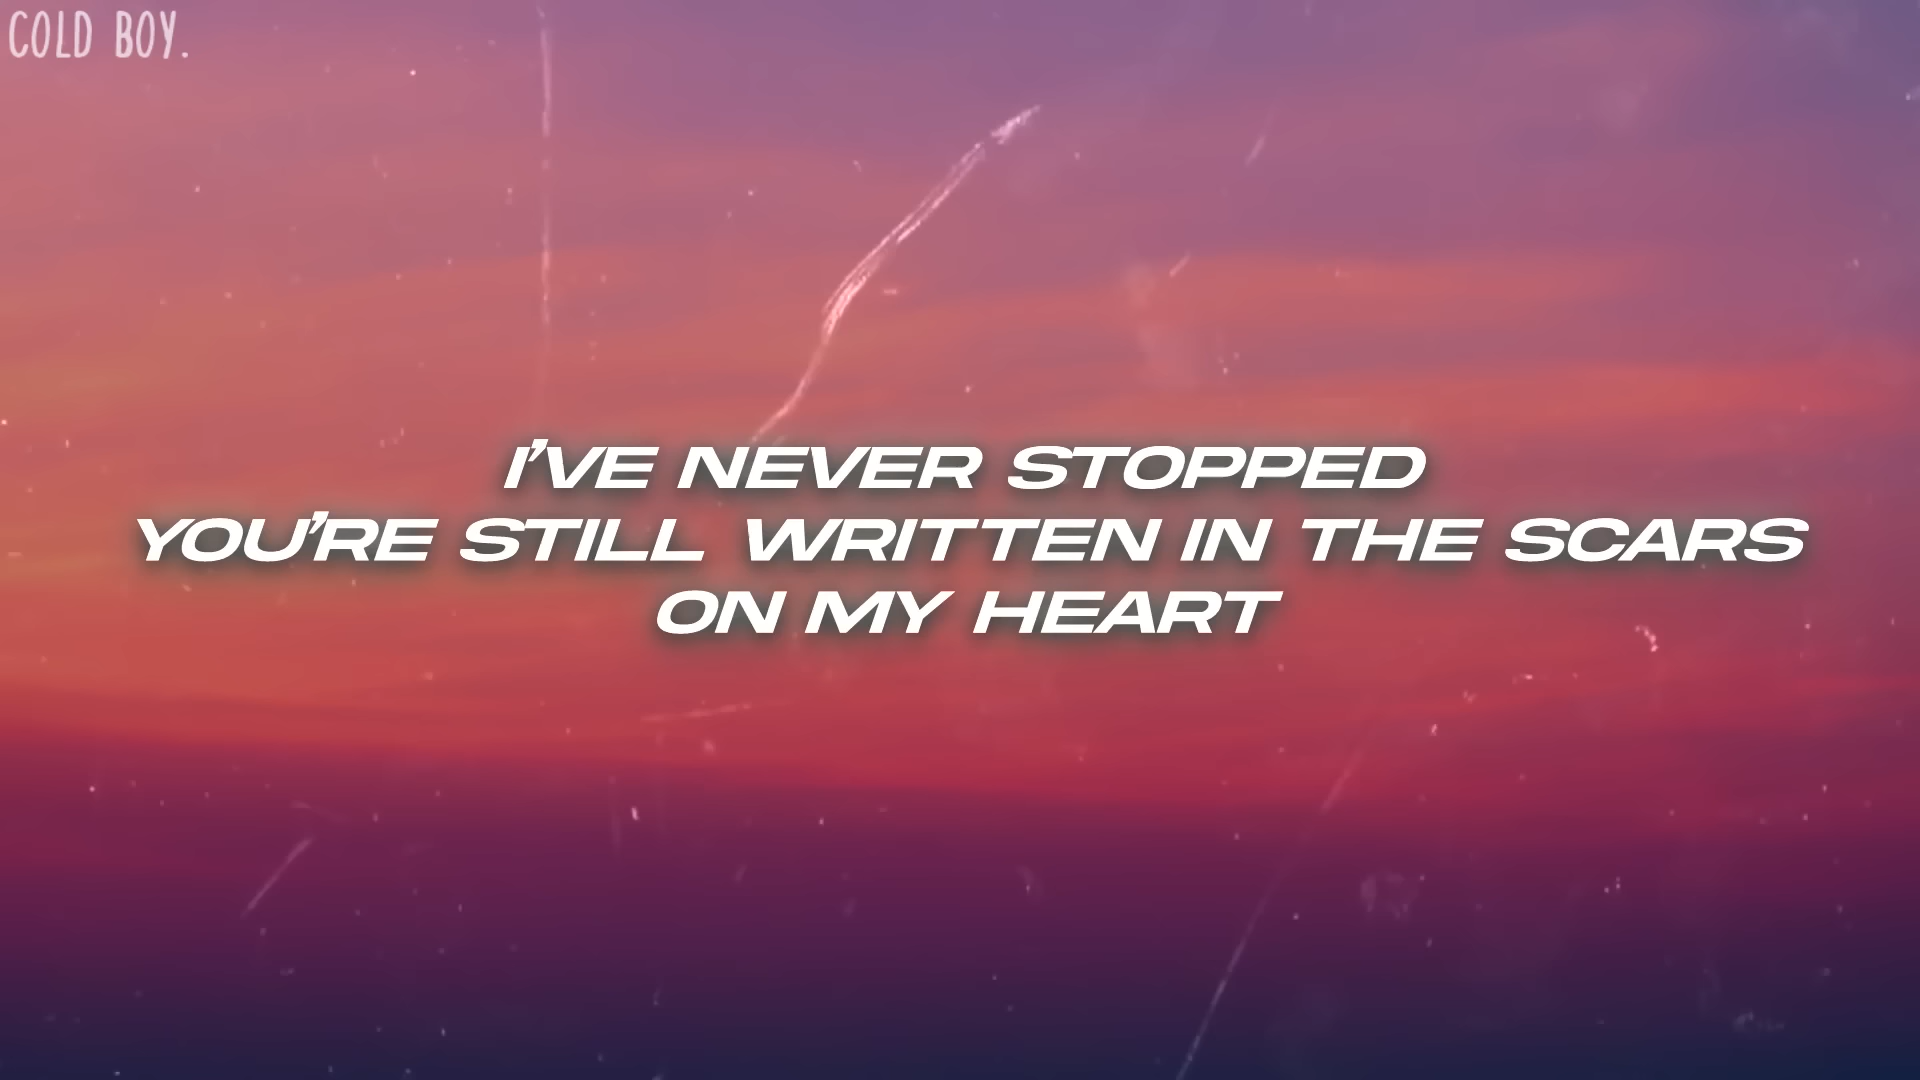 COLD BOY.
I'VE NEVER STOPPED
YOU'RE STILL WRITTEN IN THE SCARS
ON MY HEART